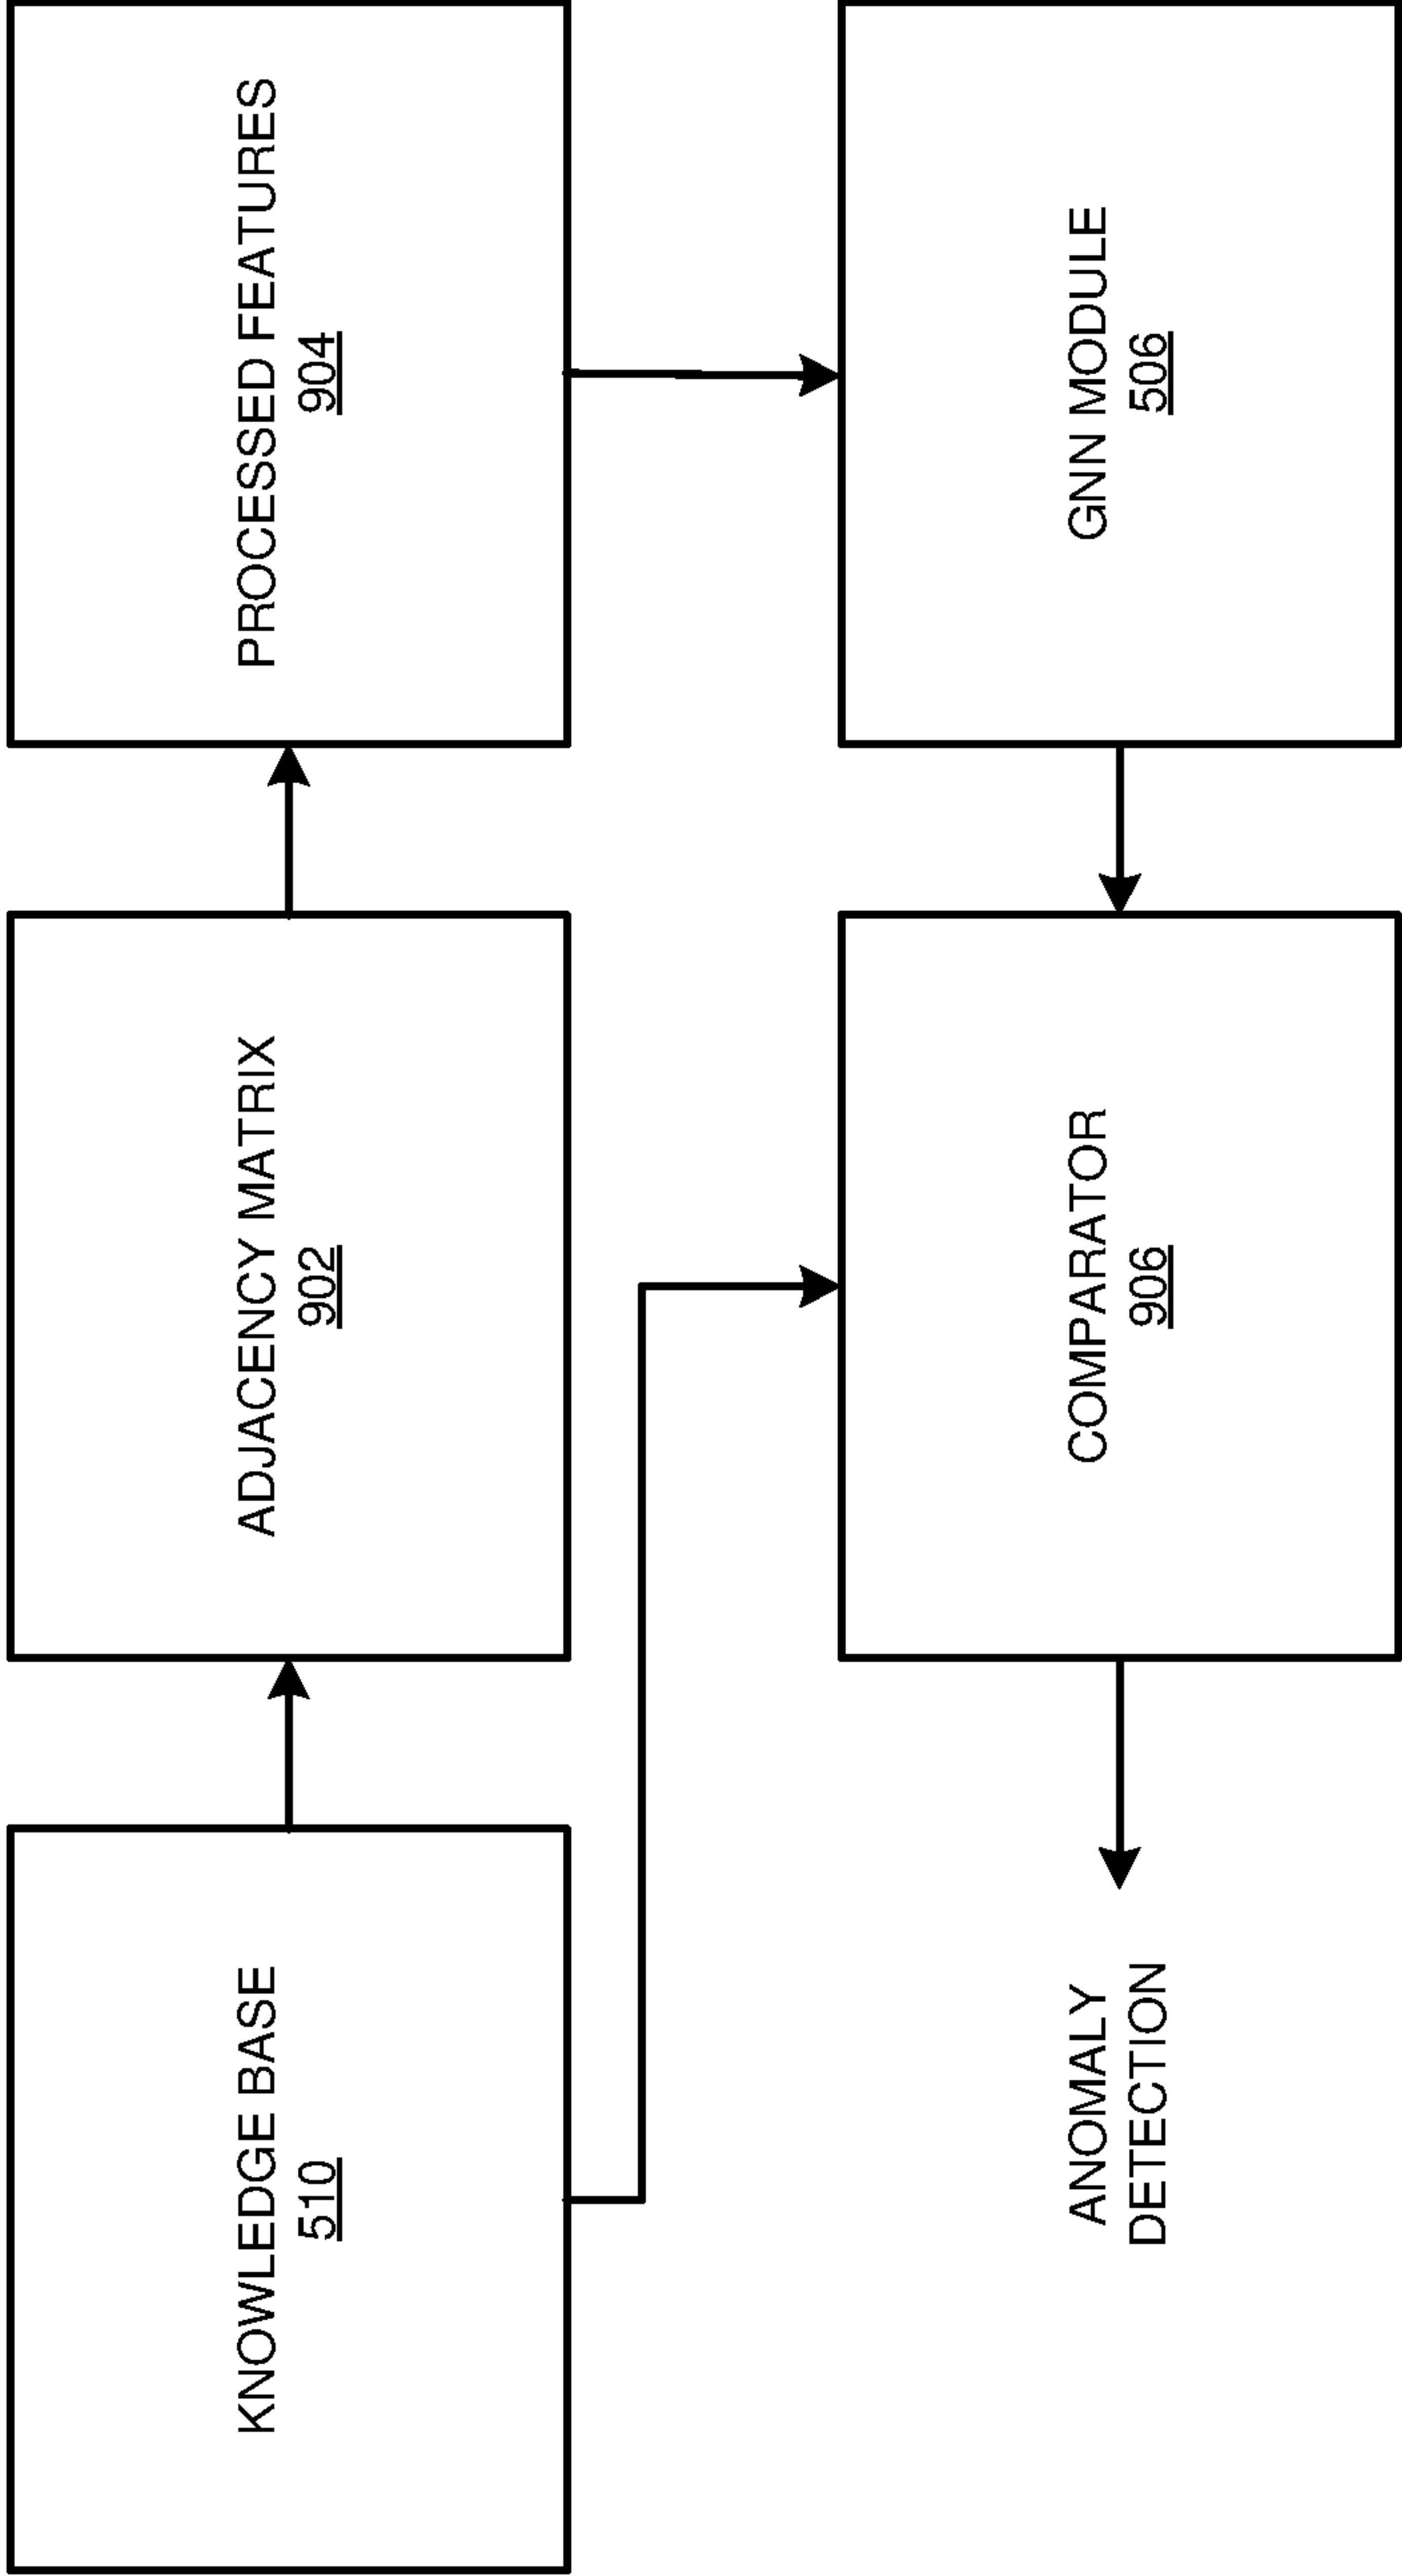 KNOWLEDGE BASE
510
ADJACENCY MATRIX
902
PROCESSED FEATURES
904
ANOMALY
DETECTION
COMPARATOR
906
GNN MODULE
506